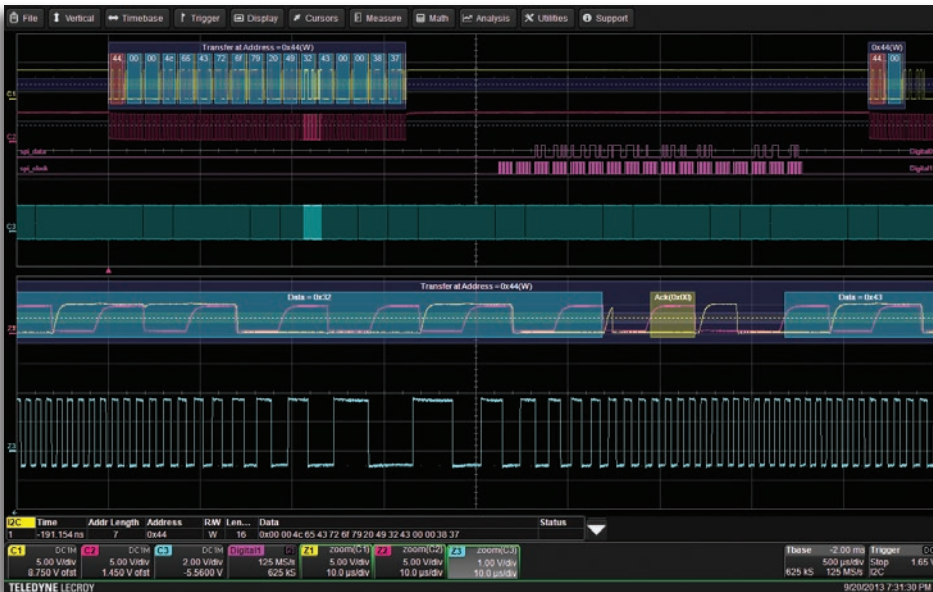 File Vertical Timebase Trigger Display Cursors Measure Math Analysis Utilities Support
Transfer at Address = 0x44(W) 0x44(W)
44 00 00 4c 65 43 72 6f 79 20 49 32 43 00 00 38 37 44 00
C1
C2
spi_data
spi_clock
C3
Transfer at Address = 0x44(W)
Data = 0x32 Ack(0x00) Data = 0x43
Z3
I2C Time Addr Length Address R/W Len... Data Status
1 -191.154 ns 7 0x44 W 16 0x00 00 4c 65 43 72 6f 79 20 49 32 43 00 00 38 37
C1 DC1M C2 DC1M C3 DC1M Digital1 Z1 zoom(C1) Z2 zoom(C2) Z3 zoom(C3) Tbase -2.00 ms Trigger
5.00 V/div 5.00 V/div 2.00 V/div 125 MS/s 5.00 V/div 5.00 V/div 1.00 V/div 500 µs/div Stop 1.65 V
8.750 V ofst 1.450 V ofst -5.5600 V 625 kS 10.0 µs/div 10.0 µs/div 10.0 µs/div 625 kS 125 MS/s I2C
TELEDYNE LECROY 9/20/2013 7:31:30 PM